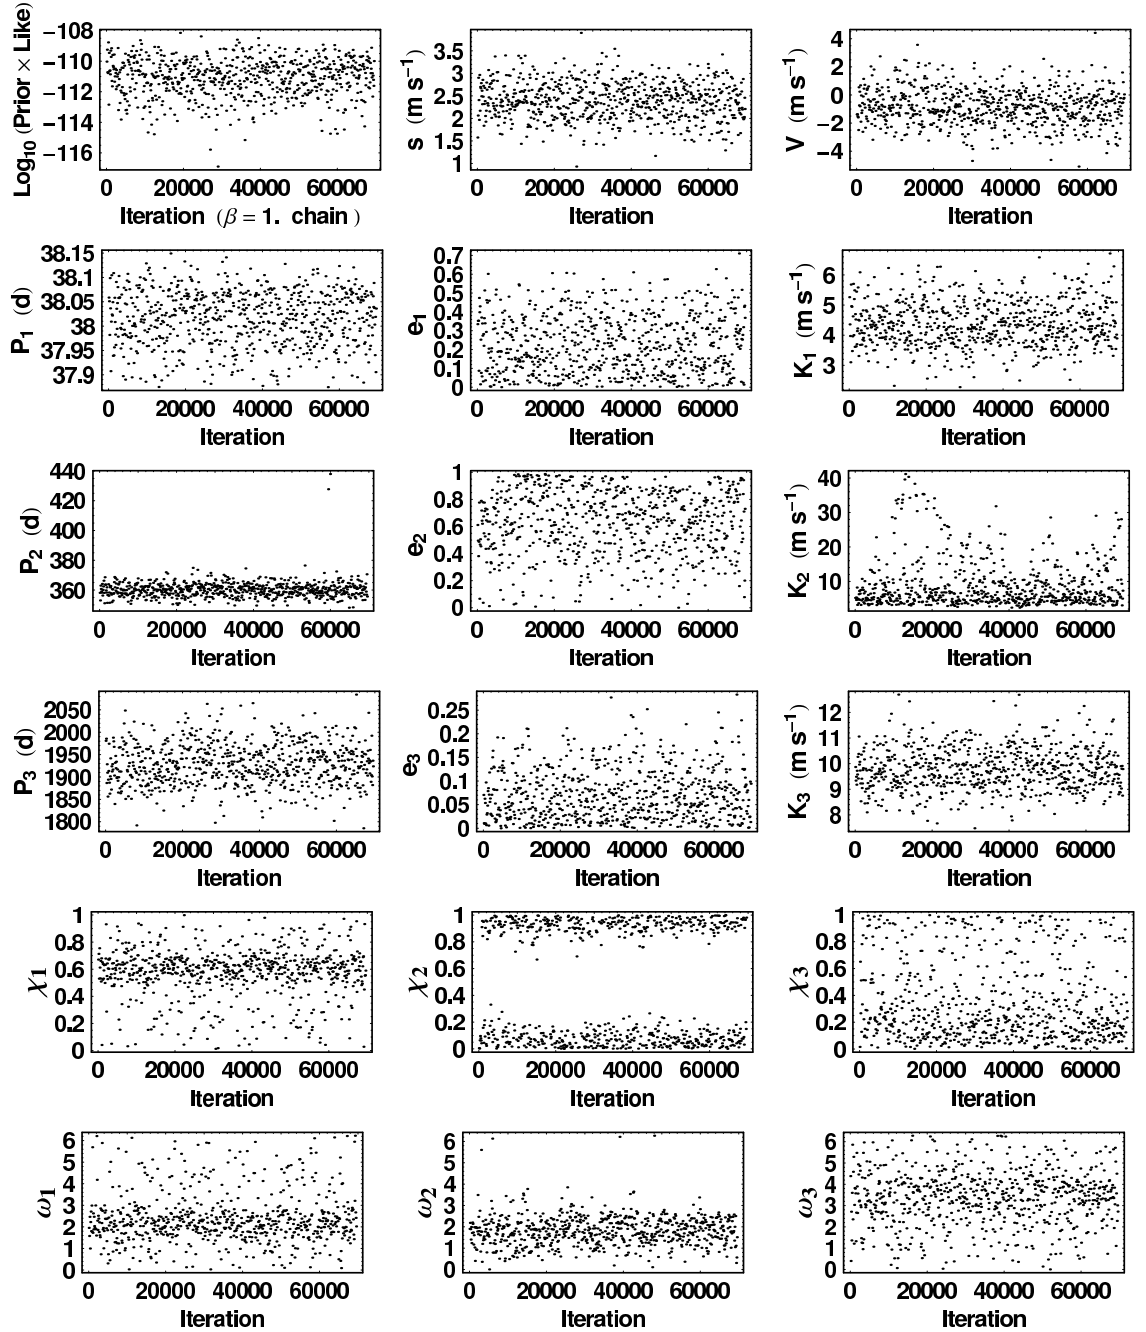 Log₁₀ (Prior × Like)
−108
−110
−112
−114
−116
0 20000 40000 60000
Iteration (β = 1. chain)
s (m s⁻¹)
3.5
3
2.5
2
1.5
1
0 20000 40000 60000
Iteration
V (m s⁻¹)
4
2
0
−2
−4
0 20000 40000 60000
Iteration
P₁ (d)
38.15
38.1
38.05
38
37.95
37.9
0 20000 40000 60000
Iteration
e₁
0.7
0.6
0.5
0.4
0.3
0.2
0.1
0
0 20000 40000 60000
Iteration
K₁ (m s⁻¹)
6
5
4
3
0 20000 40000 60000
Iteration
P₂ (d)
440
420
400
380
360
0 20000 40000 60000
Iteration
e₂
1
0.8
0.6
0.4
0.2
0
0 20000 40000 60000
Iteration
K₂ (m s⁻¹)
40
30
20
10
0 20000 40000 60000
Iteration
P₃ (d)
2050
2000
1950
1900
1850
1800
0 20000 40000 60000
Iteration
e₃
0.25
0.2
0.15
0.1
0.05
0
0 20000 40000 60000
Iteration
K₃ (m s⁻¹)
12
11
10
9
8
0 20000 40000 60000
Iteration
χ₁
1
0.8
0.6
0.4
0.2
0
0 20000 40000 60000
Iteration
χ₂
1
0.8
0.6
0.4
0.2
0
0 20000 40000 60000
Iteration
χ₃
1
0.8
0.6
0.4
0.2
0
0 20000 40000 60000
Iteration
ω₁
6
5
4
3
2
1
0
0 20000 40000 60000
Iteration
ω₂
6
5
4
3
2
1
0
0 20000 40000 60000
Iteration
ω₃
6
5
4
3
2
1
0
0 20000 40000 60000
Iteration